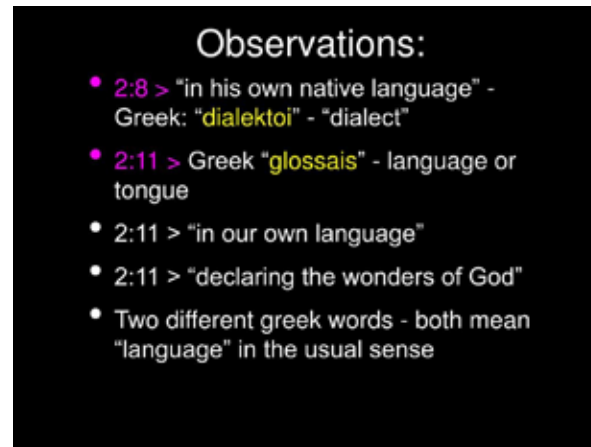 Observations:
• 2:8 > “in his own native language” -
Greek: “dialektoi” - “dialect”
• 2:11 > Greek “glossais” - language or
tongue
• 2:11 > “in our own language”
• 2:11 > “declaring the wonders of God”
• Two different greek words - both mean
“language” in the usual sense